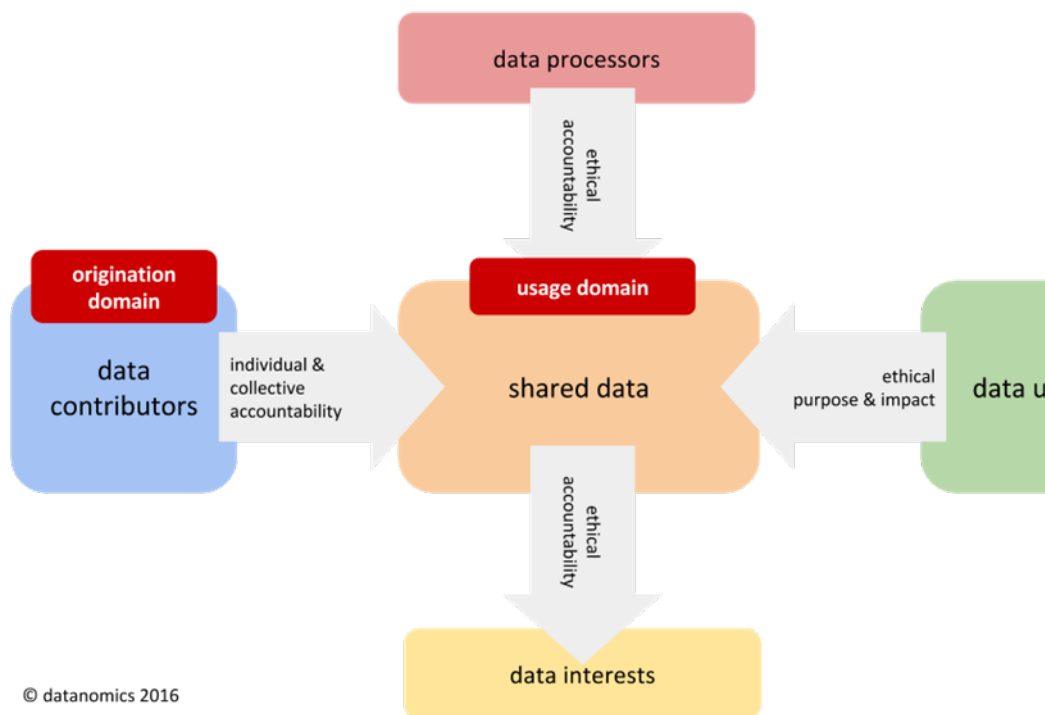 data processors
ethical
accountability
origination
domain
usage domain
data
contributors
individual &
collective
accountability
shared data
ethical
purpose & impact
data u
ethical
accountability
data interests
© datanomics 2016